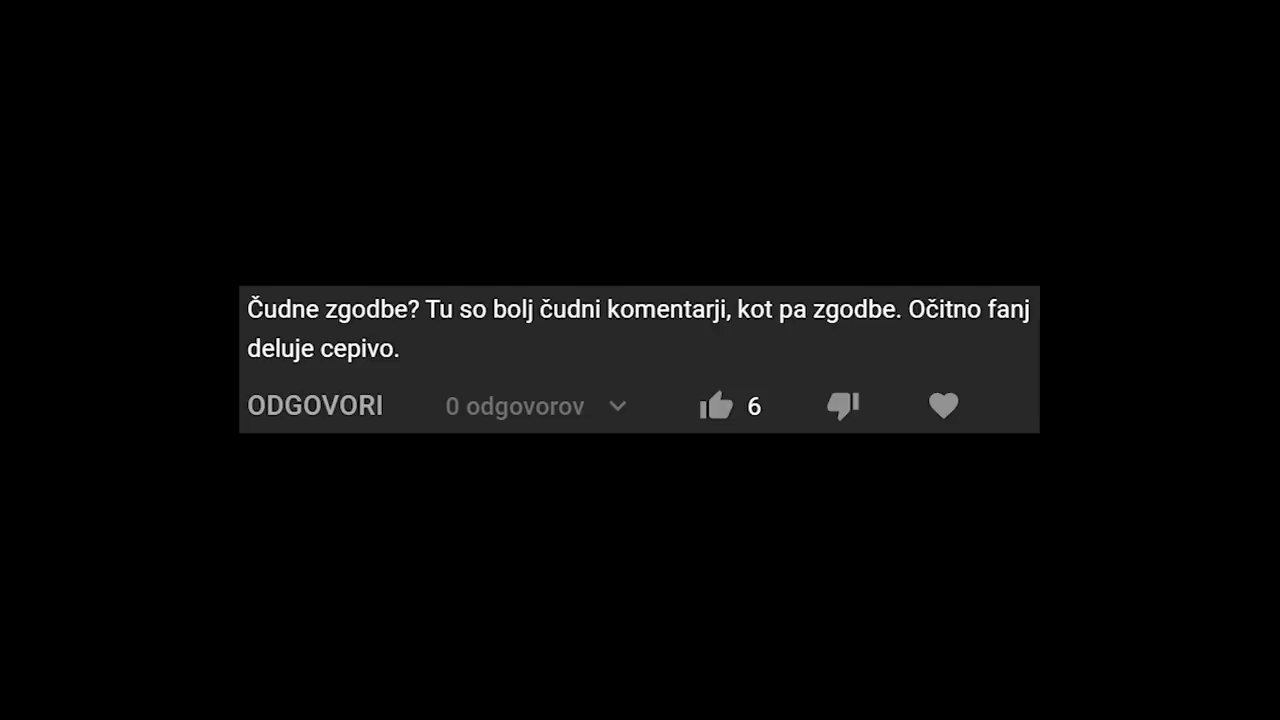 Čudne zgodbe? Tu so bolj čudni komentarji, kot pa zgodbe. Očitno fanj
deluje cepivo.
ODGOVORI 0 odgovorov 6